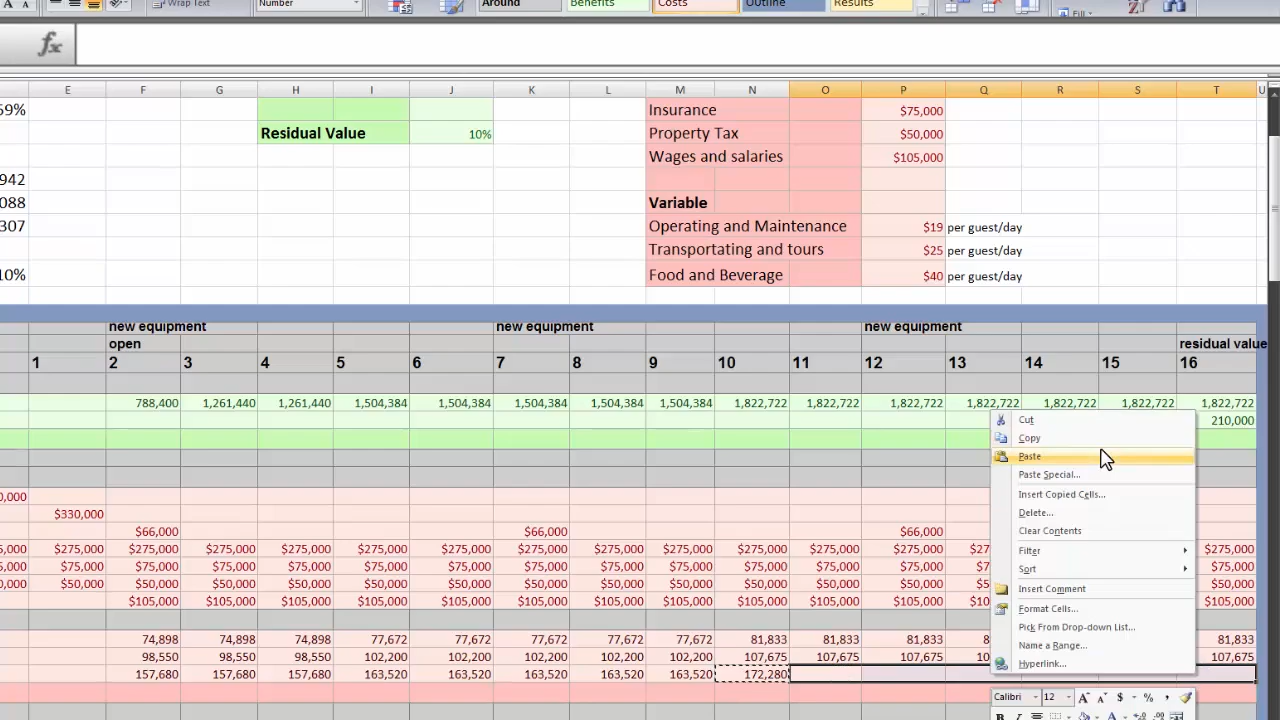 Wrap Text Number Around Benefits Costs Outline Results Fill
fx
E F G H I J K L M N O P Q R S T U
59% Insurance $75,000
Residual Value 10% Property Tax $50,000
Wages and salaries $105,000
942
088 Variable
307 Operating and Maintenance $19 per guest/day
Transportating and tours $25 per guest/day
10% Food and Beverage $40 per guest/day
new equipment new equipment new equipment
open residual value
1 2 3 4 5 6 7 8 9 10 11 12 13 14 15 16
788,400 1,261,440 1,261,440 1,504,384 1,504,384 1,504,384 1,504,384 1,504,384 1,822,722 1,822,722 1,822,722 1,822,722 1,822,722 1,822,722 1,822,722
210,000
0,000
$330,000
$66,000 $66,000 $66,000
5,000 $275,000 $275,000 $275,000 $275,000 $275,000 $275,000 $275,000 $275,000 $275,000 $275,000 $275,000 $275,000 $27 $275,000
5,000 $75,000 $75,000 $75,000 $75,000 $75,000 $75,000 $75,000 $75,000 $75,000 $75,000 $75,000 $75,000 $7 $75,000
0,000 $50,000 $50,000 $50,000 $50,000 $50,000 $50,000 $50,000 $50,000 $50,000 $50,000 $50,000 $50,000 $5 $50,000
$105,000 $105,000 $105,000 $105,000 $105,000 $105,000 $105,000 $105,000 $105,000 $105,000 $105,000 $10 $105,000
74,898 74,898 74,898 77,672 77,672 77,672 77,672 77,672 81,833 81,833 81,833 8 81,833
98,550 98,550 98,550 102,200 102,200 102,200 102,200 102,200 107,675 107,675 107,675 10 107,675
157,680 157,680 157,680 163,520 163,520 163,520 163,520 163,520 172,280
Cut
Copy
Paste
Paste Special...
Insert Copied Cells...
Delete...
Clear Contents
Filter
Sort
Insert Comment
Format Cells...
Pick From Drop-down List...
Name a Range...
Hyperlink...
Calibri 12 A A $ % ,
B I A